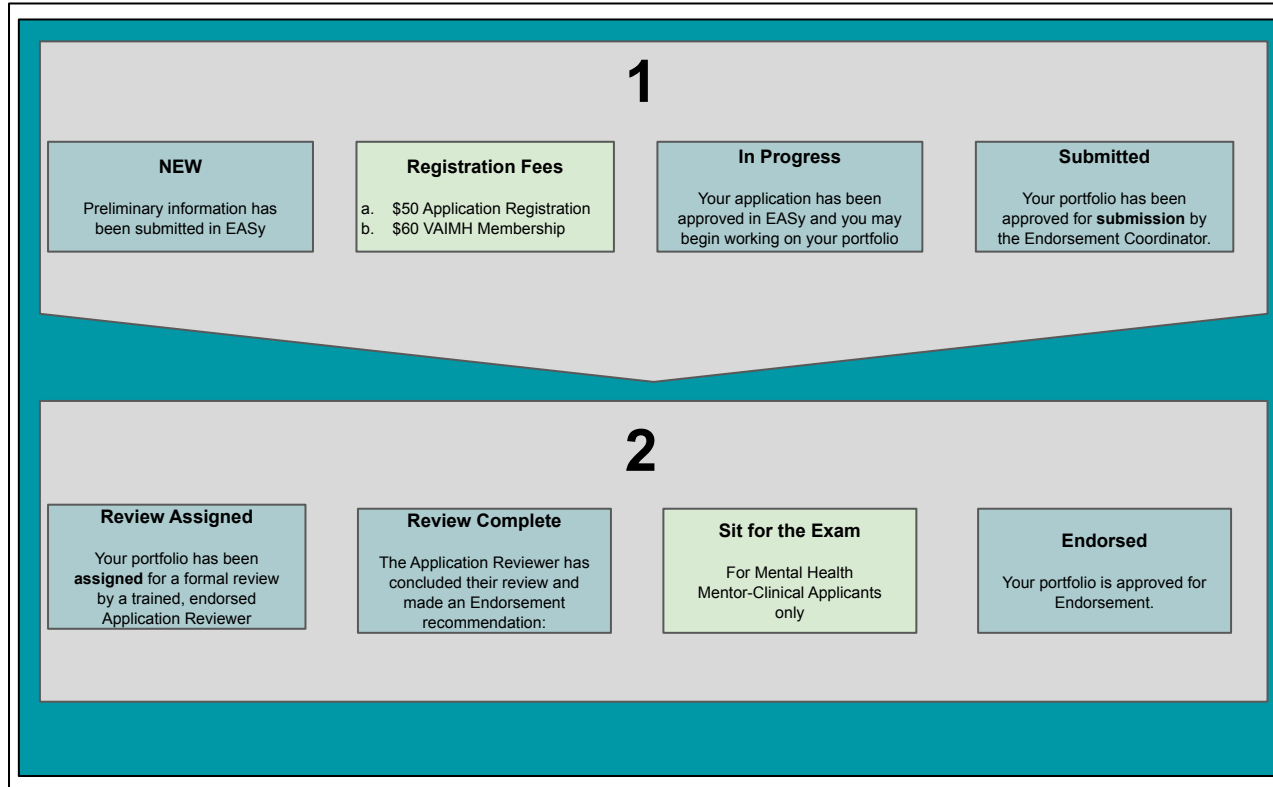 1
NEW
Preliminary information has
been submitted in EASy
Registration Fees
a. $50 Application Registration
b. $60 VAIMH Membership
In Progress
Your application has been
approved in EASy and you may
begin working on your portfolio
Submitted
Your portfolio has been
approved for submission by
the Endorsement Coordinator.
2
Review Assigned
Your portfolio has been
assigned for a formal review
by a trained, endorsed
Application Reviewer
Review Complete
The Application Reviewer has
concluded their review and
made an Endorsement
recommendation:
Sit for the Exam
For Mental Health
Mentor-Clinical Applicants
only
Endorsed
Your portfolio is approved for
Endorsement.